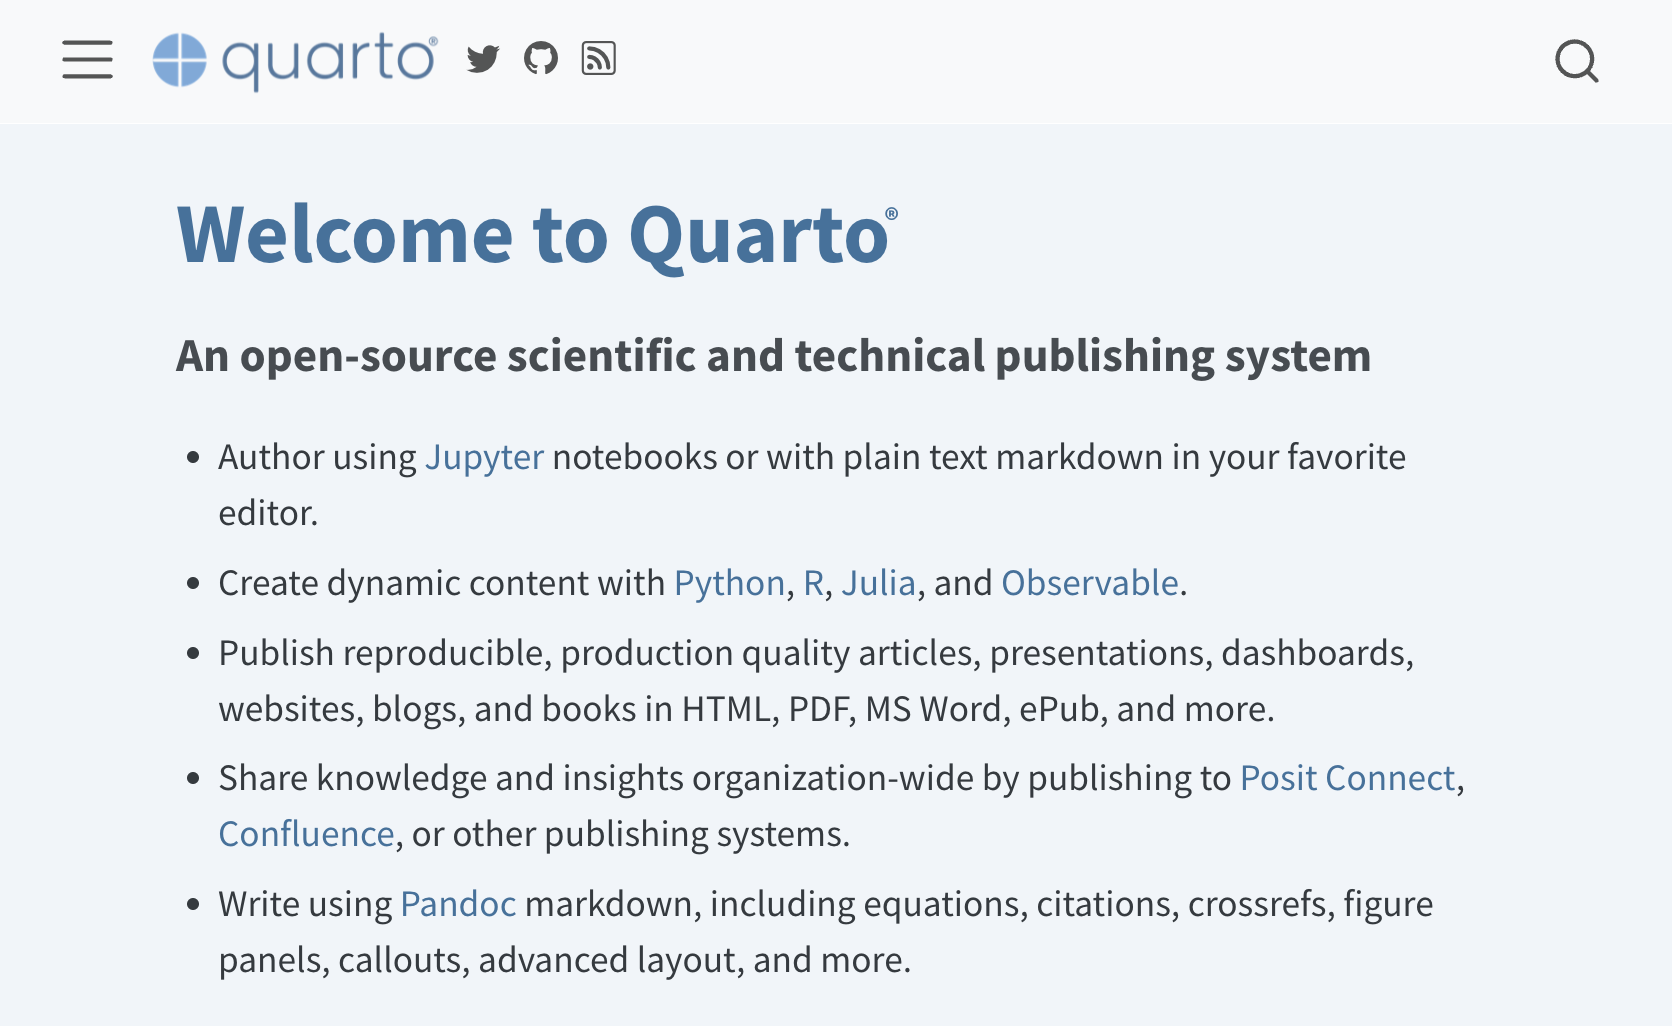 quarto®
Welcome to Quarto®
An open-source scientific and technical publishing system
• Author using Jupyter notebooks or with plain text markdown in your favorite
editor.
• Create dynamic content with Python, R, Julia, and Observable.
• Publish reproducible, production quality articles, presentations, dashboards,
websites, blogs, and books in HTML, PDF, MS Word, ePub, and more.
• Share knowledge and insights organization-wide by publishing to Posit Connect,
Confluence, or other publishing systems.
• Write using Pandoc markdown, including equations, citations, crossrefs, figure
panels, callouts, advanced layout, and more.